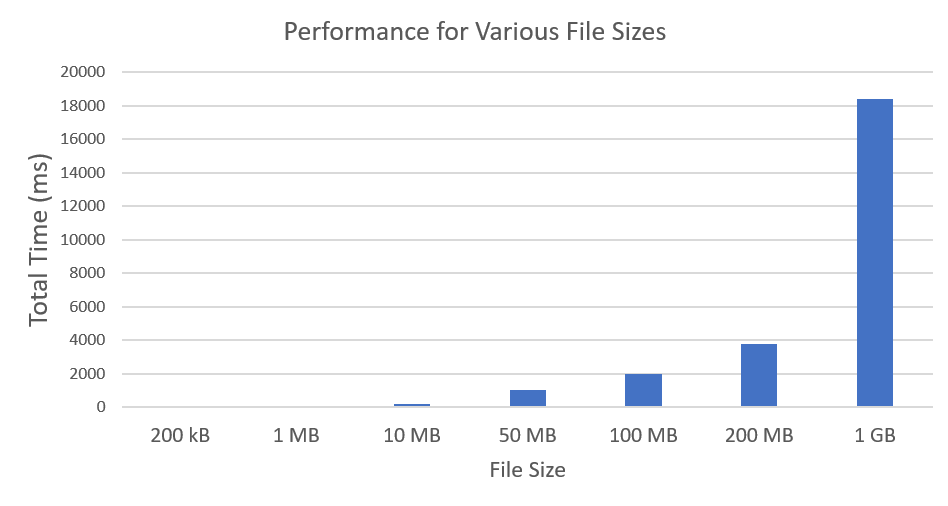 Performance for Various File Sizes
20000
18000
16000
14000
12000
10000
8000
6000
4000
2000
0
Total Time (ms)
200 kB 1 MB 10 MB 50 MB 100 MB 200 MB 1 GB
File Size